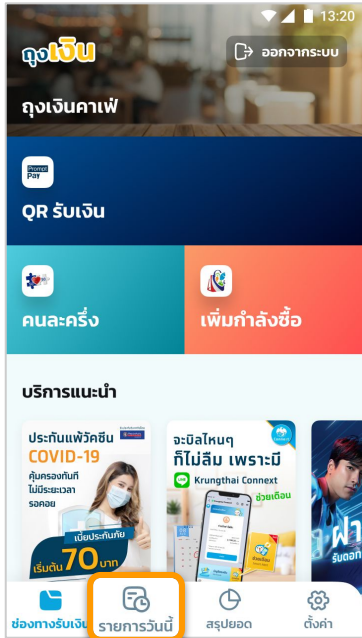 13:20
ถุงเงิน
ออกจากระบบ
ถุงเงินคาเฟ่
Prompt
Pay
QR รับเงิน
คนละครึ่ง
เพิ่มกำลังซื้อ
บริการแนะนำ
ประกันแพ้วัคซีน
COVID-19
คุ้มครองทันที
ไม่มีระยะเวลา
รอคอย
เบี้ยประกันภัย
เริ่มต้น 70 บาท
จะบิลไหนๆ
ก็ไม่ลืม เพราะมี
LINE Krungthai Connext
ช่วยเตือน
ช่องทางรับเงิน
รายการวันนี้
สรุปยอด
ตั้งค่า